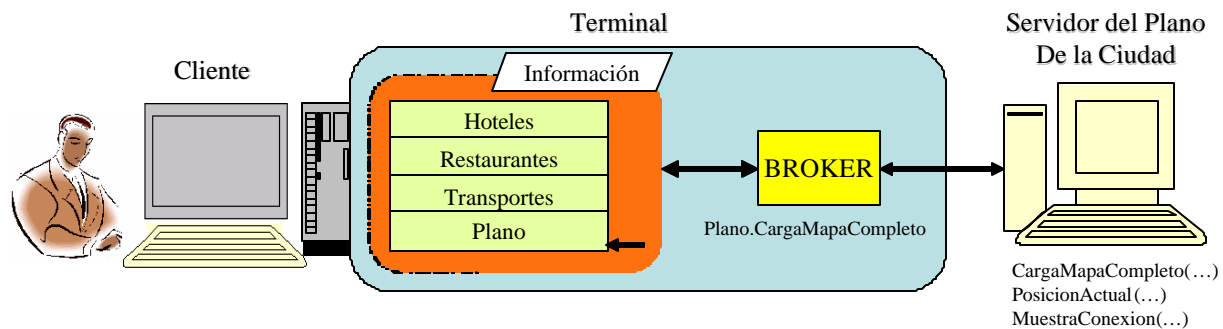 Terminal
Servidor del Plano
De la Ciudad
Cliente
Información
Hoteles
Restaurantes
Transportes
Plano
BROKER
Plano.CargaMapaCompleto
CargaMapaCompleto(…)
PosicionActual(…)
MuestraConexion(…)